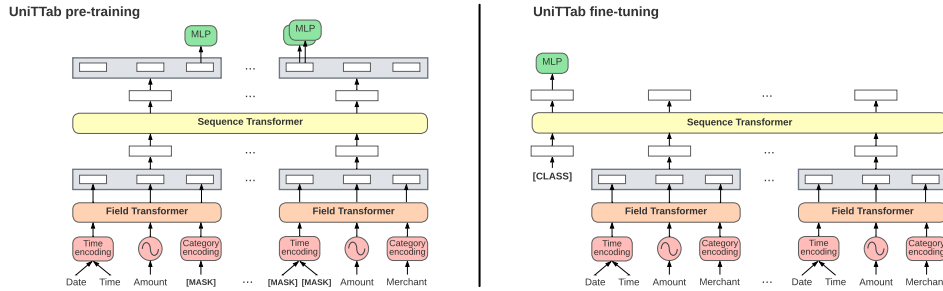 UniTTab pre-training
MLP
MLP
...
...
Sequence Transformer
...
...
Field Transformer
Field Transformer
Time encoding
Category encoding
Time encoding
Category encoding
Date Time Amount [MASK] ... [MASK] [MASK] Amount Merchant
UniTTab fine-tuning
MLP
...
Sequence Transformer
...
[CLASS]
...
Field Transformer
Field Transformer
Time encoding
Category encoding
Time encoding
Category encoding
Date Time Amount Merchant ... Date Time Amount Merchant